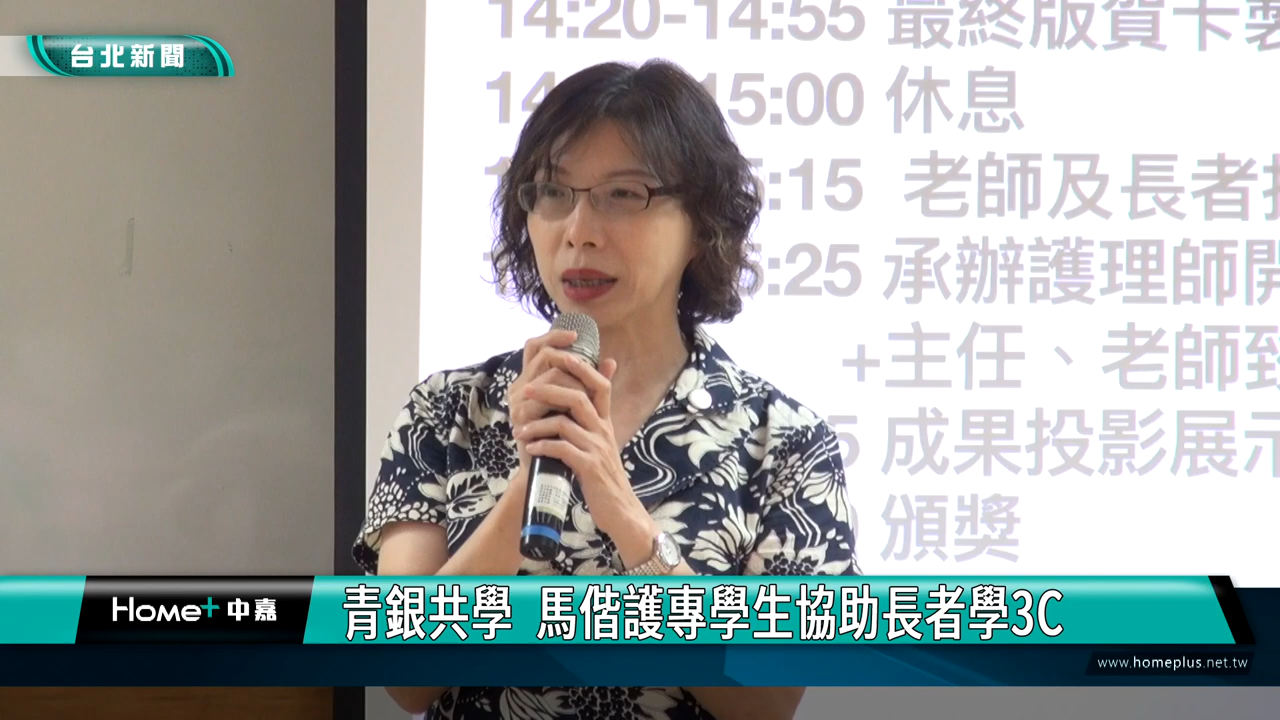 台北新聞
14:20-14:55 最終版賀卡
15:00 休息
:15 老師及長者
:25 承辦護理師開
+主任、老師致
5 成果投影展示
頒獎
Home+ 中嘉
青銀共學 馬偕護專學生協助長者學3C
www.homeplus.net.tw